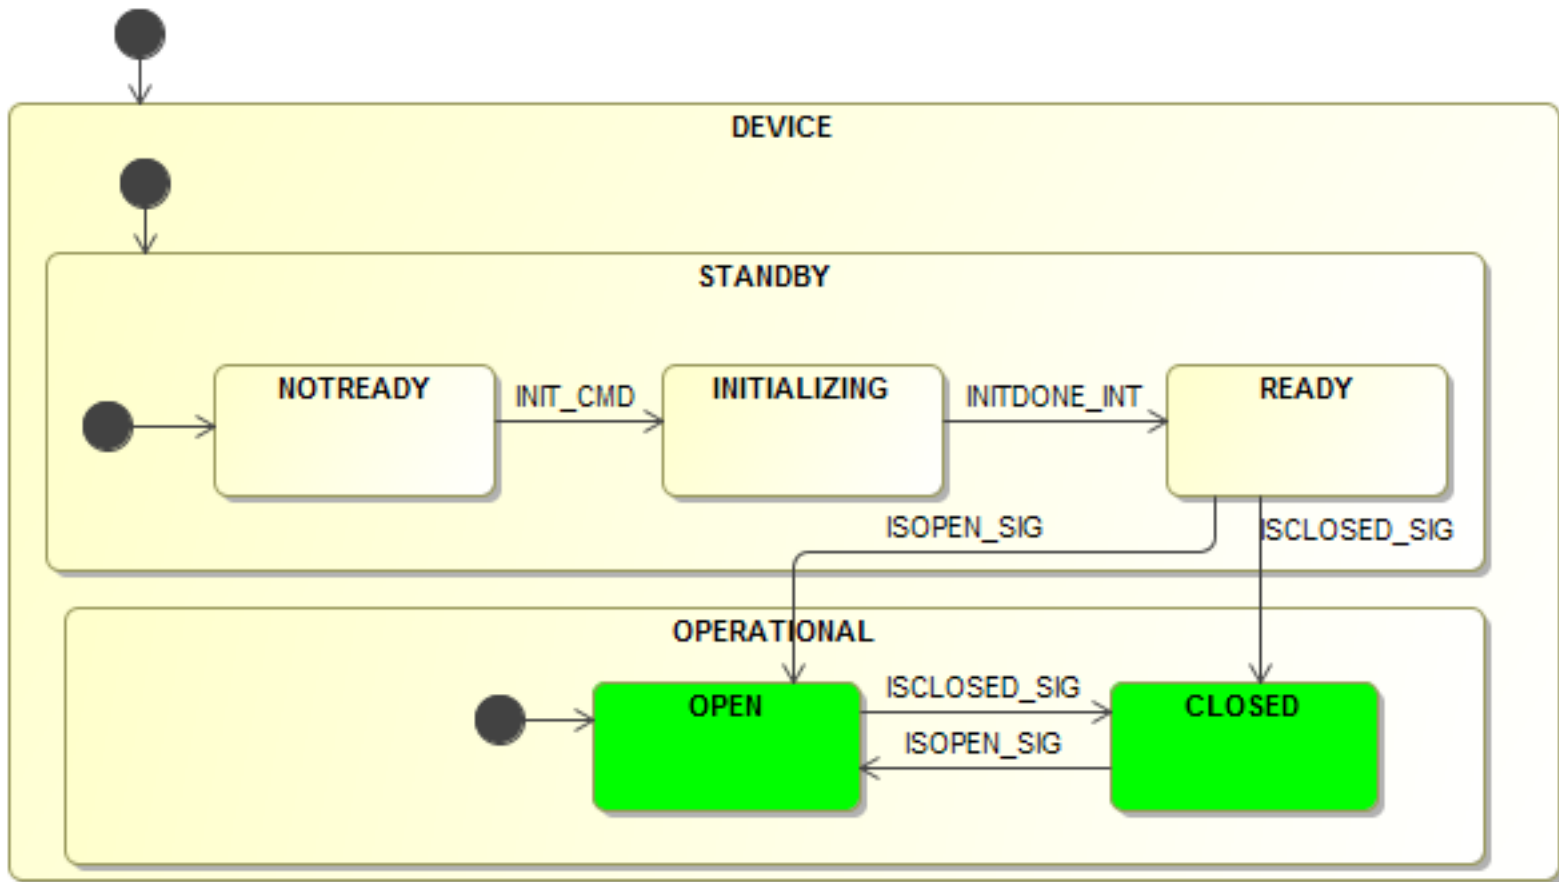 DEVICE
STANDBY
NOTREADY
INIT_CMD
INITIALIZING
INITDONE_INT
READY
ISOPEN_SIG
ISCLOSED_SIG
OPERATIONAL
OPEN
ISCLOSED_SIG
CLOSED
ISOPEN_SIG